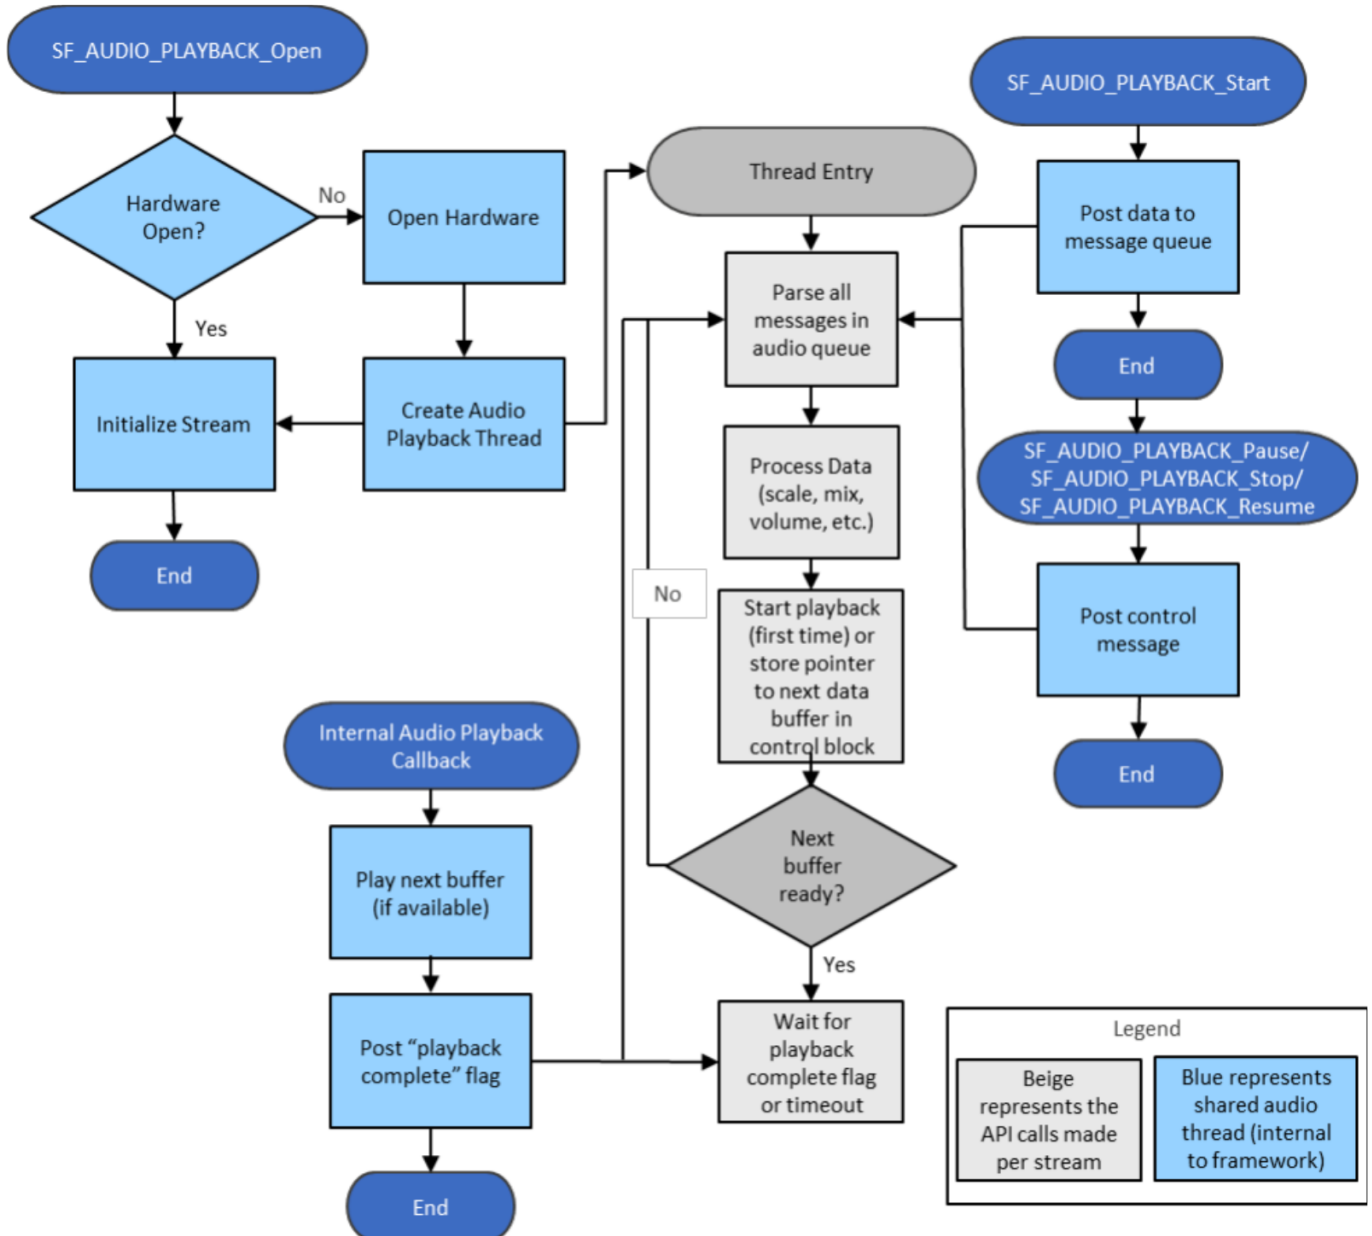 SF_AUDIO_PLAYBACK_Open
Hardware
Open?
No
Open Hardware
Yes
Initialize Stream
Create Audio
Playback Thread
End
Thread Entry
Parse all
messages in
audio queue
Process Data
(scale, mix,
volume, etc.)
No
Start playback
(first time) or
store pointer
to next data
buffer in
control block
Next
buffer
ready?
Yes
Wait for
playback
complete flag
or timeout
SF_AUDIO_PLAYBACK_Start
Post data to
message queue
End
SF_AUDIO_PLAYBACK_Pause/
SF_AUDIO_PLAYBACK_Stop/
SF_AUDIO_PLAYBACK_Resume
Post control
message
End
Internal Audio Playback
Callback
Play next buffer
(if available)
Post “playback
complete” flag
End
Legend
Beige
represents the
API calls made
per stream
Blue represents
shared audio
thread (internal
to framework)